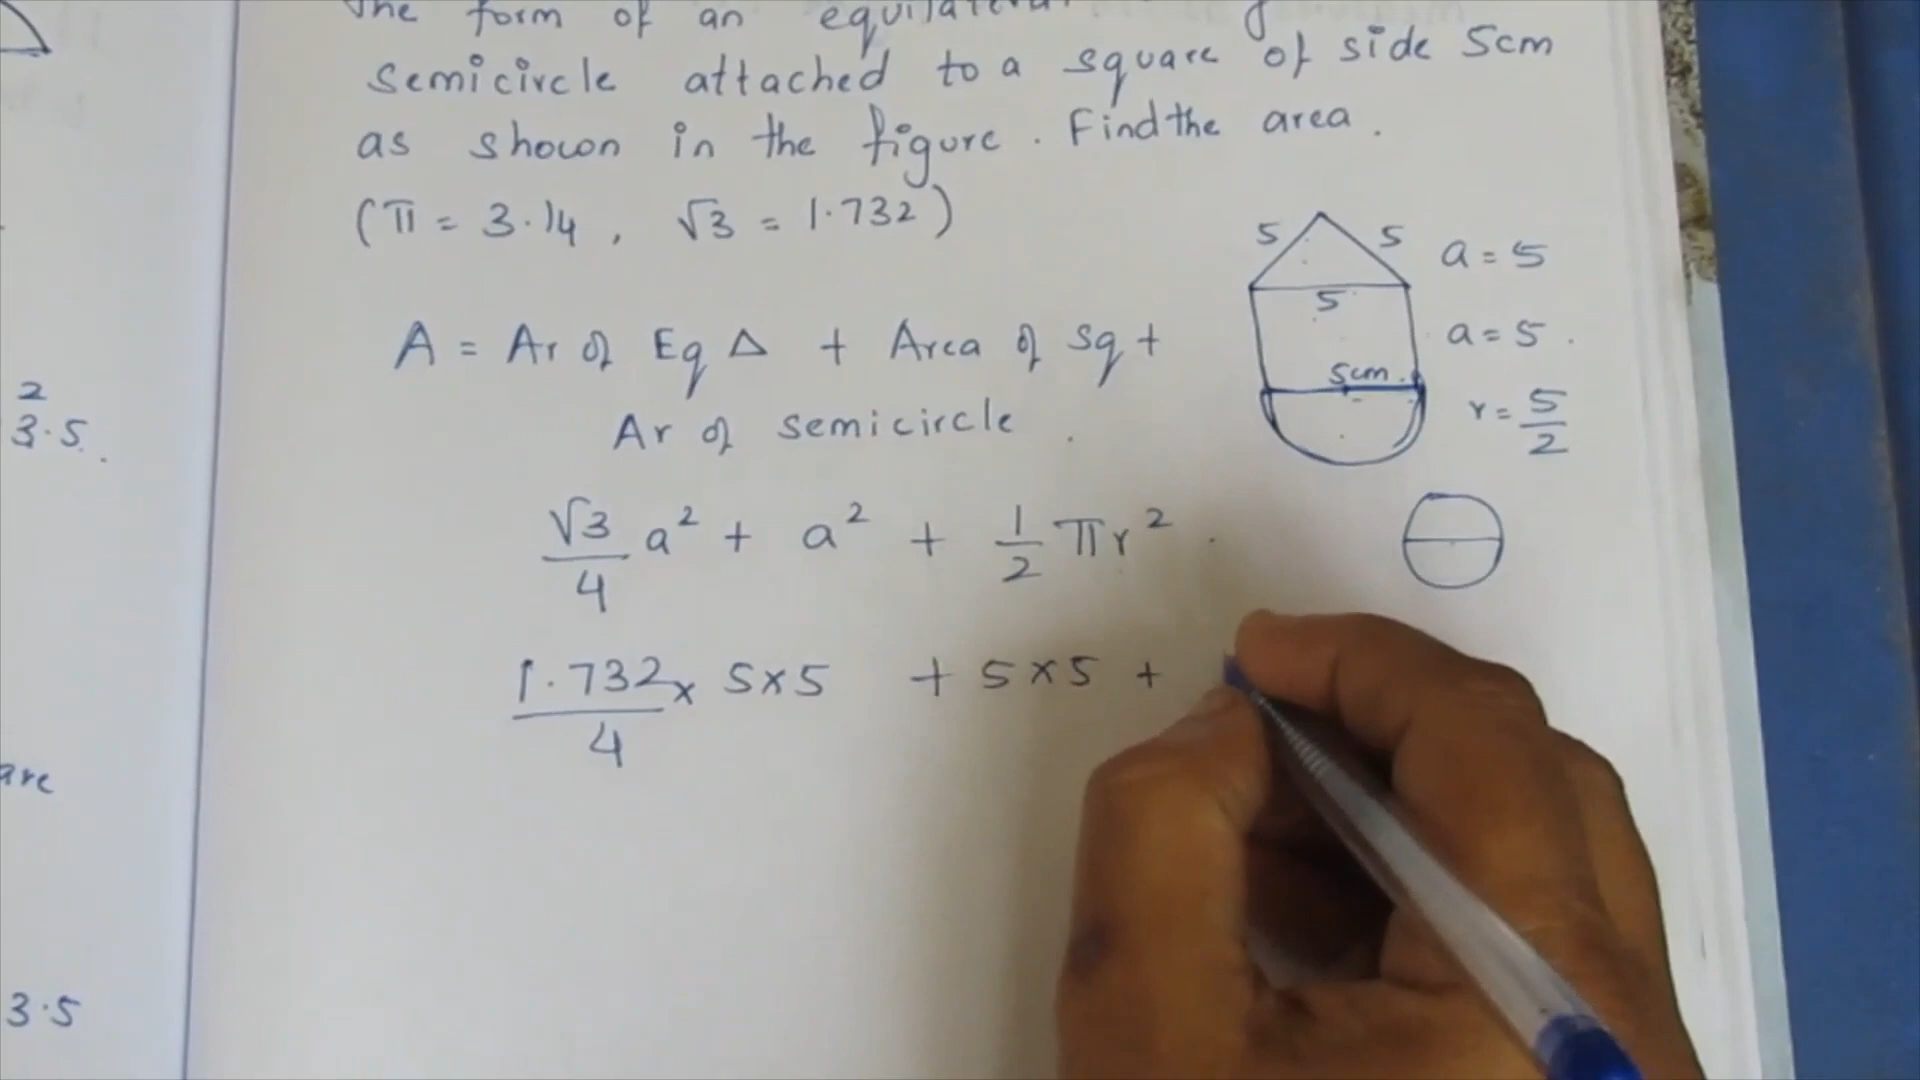 the form of an
semicircle attached to a square of side 5cm
as shown in the figure. Find the area.
(π = 3.14, √3 = 1.732)
5 5 a = 5
5
A = Ar of Eq Δ + Area of sq +
a = 5.
5cm
Ar of semicircle.
r = 5/2
√3/4 a² + a² + 1/2 πr².
1.732/4 × 5×5 + 5×5 +
2
3.5.
are
3.5